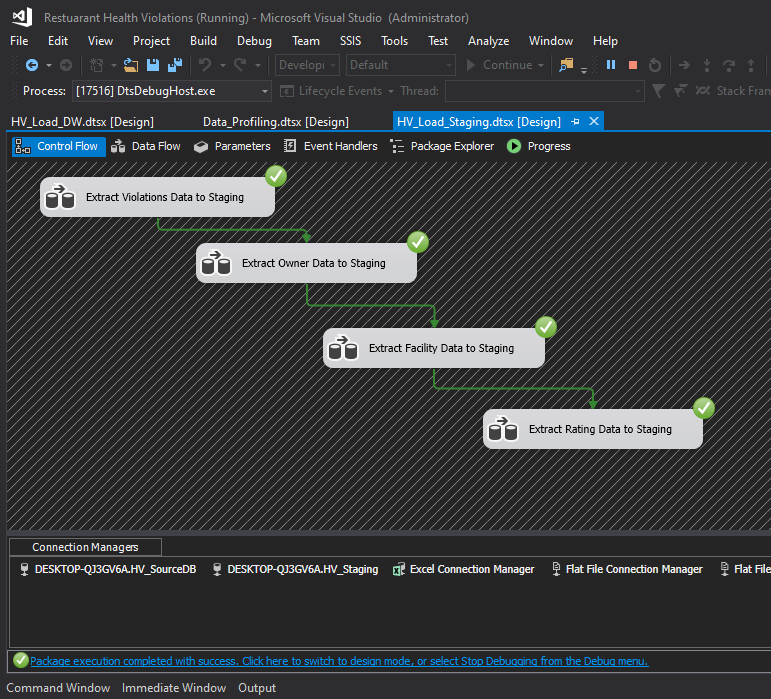 Restuarant Health Violations (Running) - Microsoft Visual Studio (Administrator)
File Edit View Project Build Debug Team SSIS Tools Test Analyze Window Help
Developi Default Continue
Process: [17516] DtsDebugHost.exe Lifecycle Events Thread: Stack Fram
HV_Load_DW.dtsx [Design] Data_Profiling.dtsx [Design] HV_Load_Staging.dtsx [Design]
Control Flow Data Flow Parameters Event Handlers Package Explorer Progress
Extract Violations Data to Staging
Extract Owner Data to Staging
Extract Facility Data to Staging
Extract Rating Data to Staging
Connection Managers
DESKTOP-QJ3GV6A.HV_SourceDB DESKTOP-QJ3GV6A.HV_Staging Excel Connection Manager Flat File Connection Manager Flat File
Package execution completed with success. Click here to switch to design mode, or select Stop Debugging from the Debug menu.
Command Window Immediate Window Output